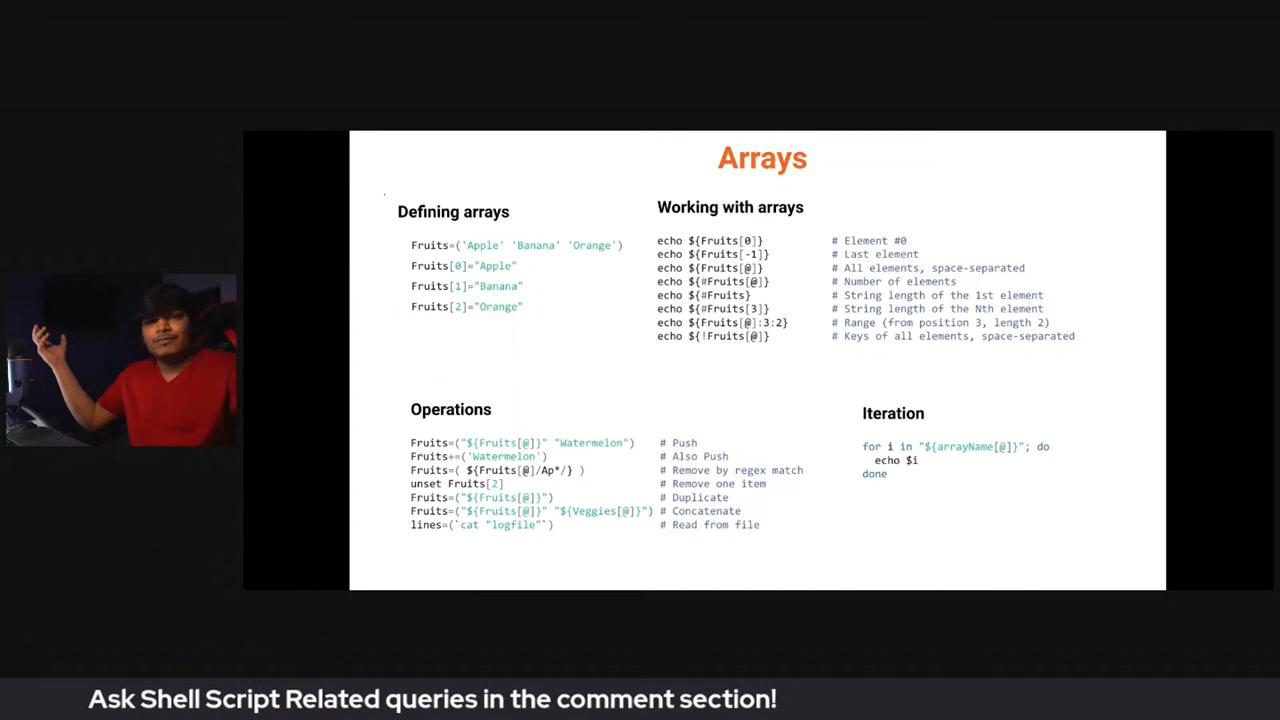 Arrays
Defining arrays
Fruits=('Apple' 'Banana' 'Orange')
Fruits[0]="Apple"
Fruits[1]="Banana"
Fruits[2]="Orange"
Working with arrays
echo ${Fruits[0]} # Element #0
echo ${Fruits[-1]} # Last element
echo ${Fruits[@]} # All elements, space-separated
echo ${#Fruits[@]} # Number of elements
echo ${#Fruits} # String length of the 1st element
echo ${#Fruits[3]} # String length of the Nth element
echo ${Fruits[@]:3:2} # Range (from position 3, length 2)
echo ${!Fruits[@]} # Keys of all elements, space-separated
Operations
Fruits=("${Fruits[@]}" "Watermelon") # Push
Fruits+=('Watermelon') # Also Push
Fruits=( ${Fruits[@]/Ap*/} ) # Remove by regex match
unset Fruits[2] # Remove one item
Fruits=("${Fruits[@]}") # Duplicate
Fruits=("${Fruits[@]}" "${Veggies[@]}") # Concatenate
lines=(`cat "logfile"`) # Read from file
Iteration
for i in "${arrayName[@]}"; do
echo $i
done
Ask Shell Script Related queries in the comment section!